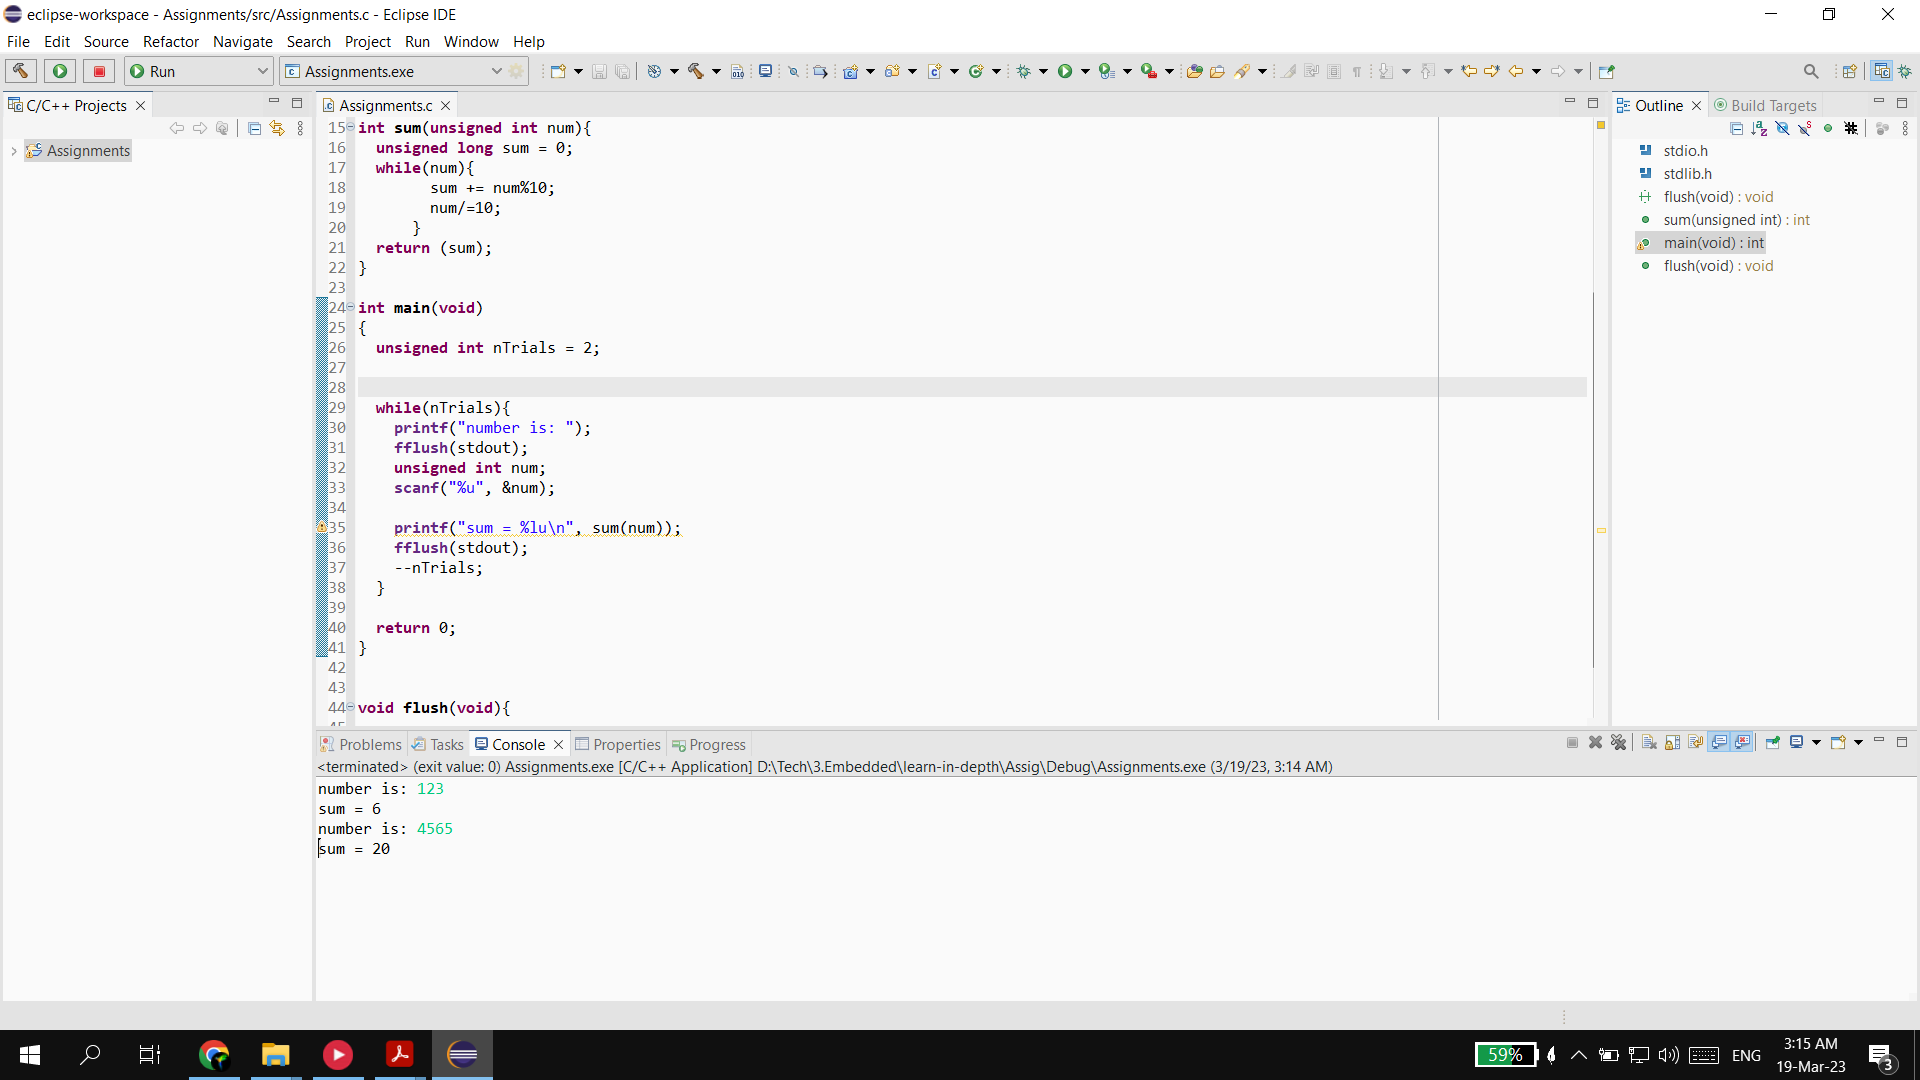 eclipse-workspace - Assignments/src/Assignments.c - Eclipse IDE
File Edit Source Refactor Navigate Search Project Run Window Help
Run Assignments.exe
C/C++ Projects
Assignments
Assignments.c
15 int sum(unsigned int num){
16 unsigned long sum = 0;
17 while(num){
18 sum += num%10;
19 num/=10;
20 }
21 return (sum);
22 }
23
24 int main(void)
25 {
26 unsigned int nTrials = 2;
27
28
29 while(nTrials){
30 printf("number is: ");
31 fflush(stdout);
32 unsigned int num;
33 scanf("%u", &num);
34
35 printf("sum = %lu\n", sum(num));
36 fflush(stdout);
37 --nTrials;
38 }
39
40 return 0;
41 }
42
43
44 void flush(void){
Outline Build Targets
stdio.h
stdlib.h
flush(void) : void
sum(unsigned int) : int
main(void) : int
flush(void) : void
Problems Tasks Console Properties Progress
<terminated> (exit value: 0) Assignments.exe [C/C++ Application] D:\Tech\3.Embedded\learn-in-depth\Assig\Debug\Assignments.exe (3/19/23, 3:14 AM)
number is: 123
sum = 6
number is: 4565
sum = 20
59% ENG 3:15 AM
19-Mar-23
3